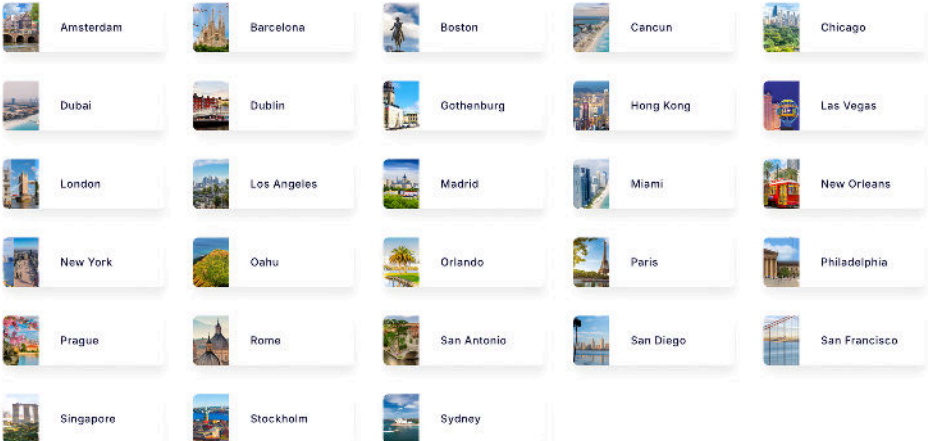 Amsterdam
Barcelona
Boston
Cancun
Chicago
Dubai
Dublin
Gothenburg
Hong Kong
Las Vegas
London
Los Angeles
Madrid
Miami
New Orleans
New York
Oahu
Orlando
Paris
Philadelphia
Prague
Rome
San Antonio
San Diego
San Francisco
Singapore
Stockholm
Sydney